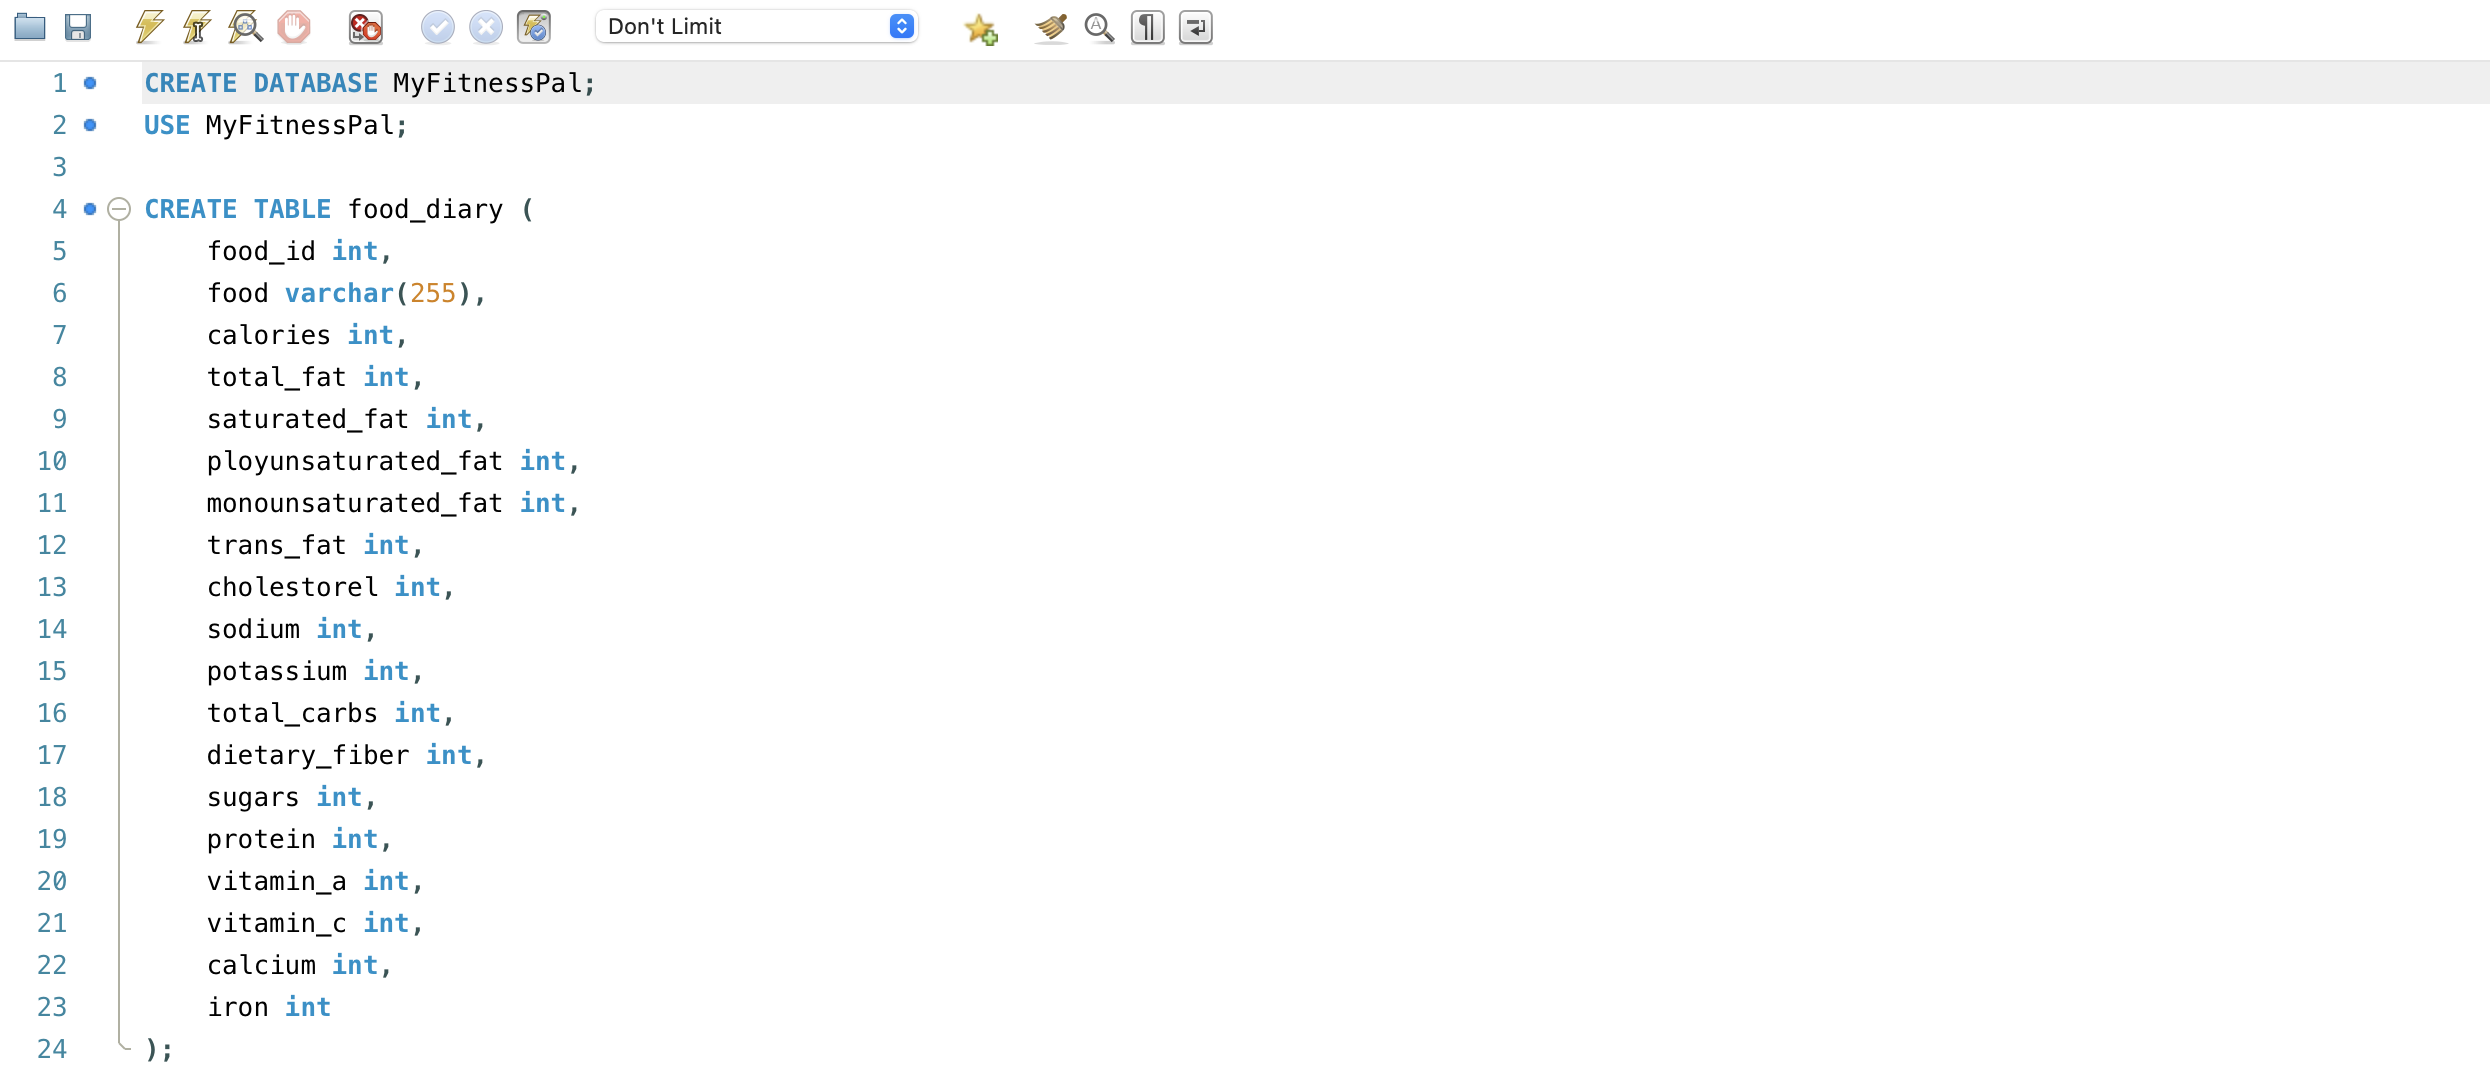 Don't Limit
1 CREATE DATABASE MyFitnessPal;
2 USE MyFitnessPal;
3
4 CREATE TABLE food_diary (
5 food_id int,
6 food varchar(255),
7 calories int,
8 total_fat int,
9 saturated_fat int,
10 ployunsaturated_fat int,
11 monounsaturated_fat int,
12 trans_fat int,
13 cholestorel int,
14 sodium int,
15 potassium int,
16 total_carbs int,
17 dietary_fiber int,
18 sugars int,
19 protein int,
20 vitamin_a int,
21 vitamin_c int,
22 calcium int,
23 iron int
24 );